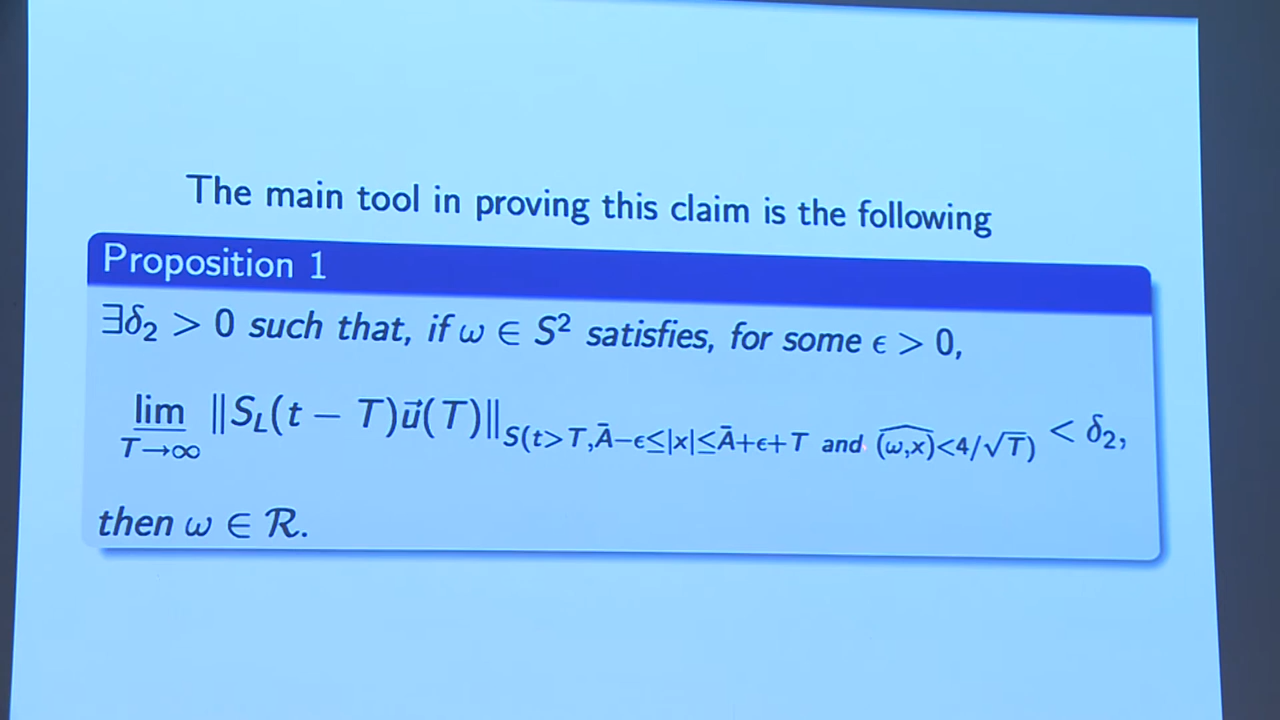 The main tool in proving this claim is the following
Proposition 1
∃δ₂ > 0 such that, if ω ∈ S² satisfies, for some ϵ > 0,
lim_{T→∞} ‖S_L(t − T)u⃗(T)‖_{S(t>T,Ā−ϵ≤|x|≤Ā+ϵ+T and \widehat{(ω,x)}<4/√T)} < δ₂,
then ω ∈ ℛ.